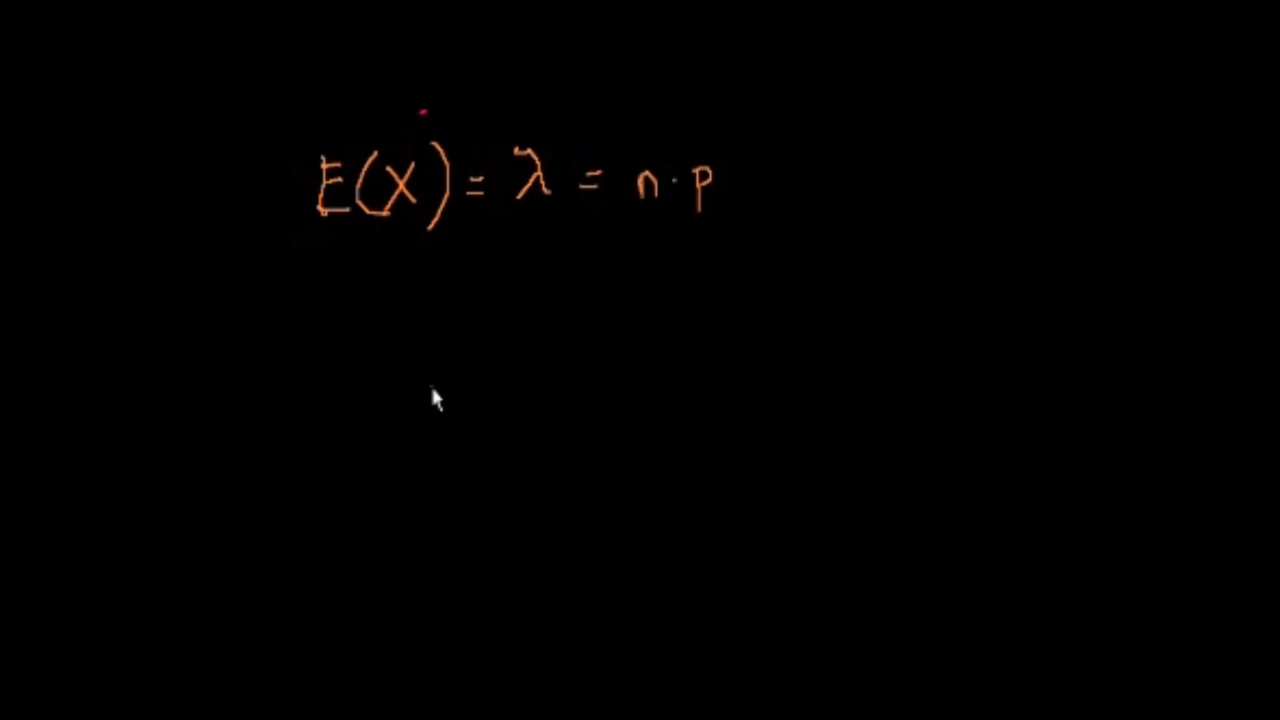 E(X) = λ = n · p